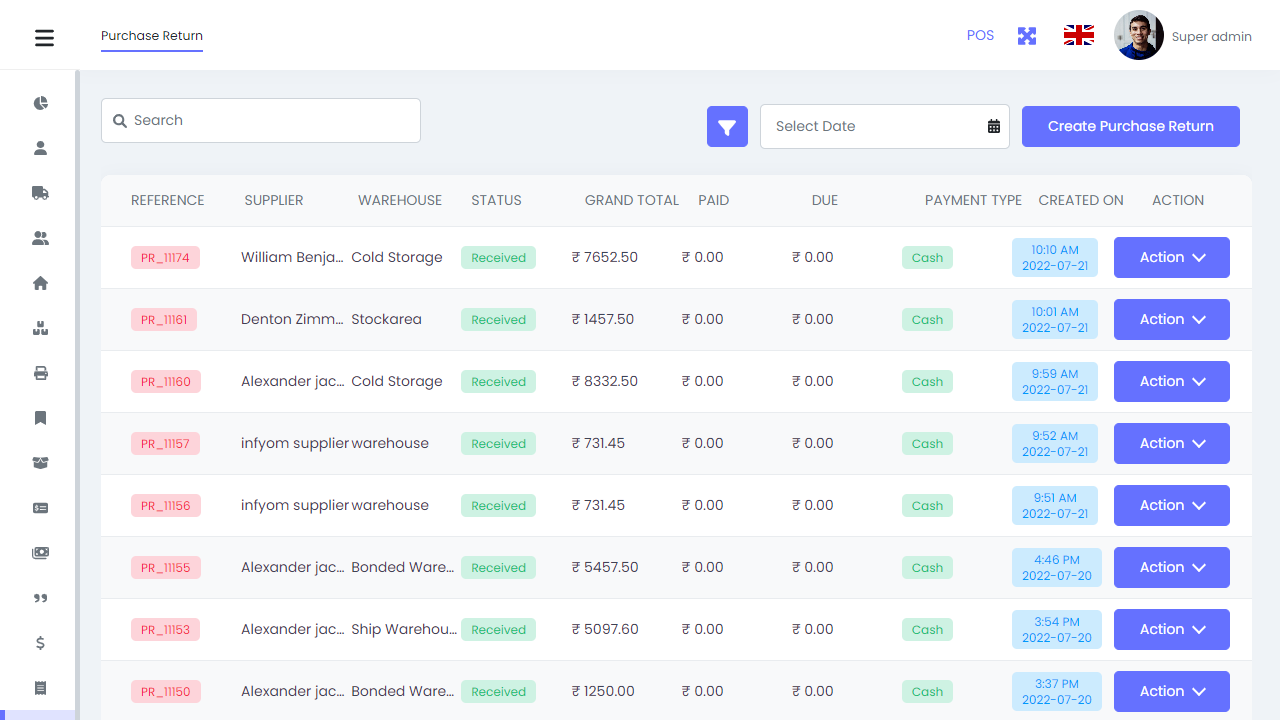 Purchase Return
POS
Super admin
Search
Select Date
Create Purchase Return
REFERENCE SUPPLIER WAREHOUSE STATUS GRAND TOTAL PAID DUE PAYMENT TYPE CREATED ON ACTION
PR_11174 William Benja... Cold Storage Received ₹ 7652.50 ₹ 0.00 ₹ 0.00 Cash 10:10 AM Action
2022-07-21
PR_11161 Denton Zimm... Stockarea Received ₹ 1457.50 ₹ 0.00 ₹ 0.00 Cash 10:01 AM Action
2022-07-21
PR_11160 Alexander jac... Cold Storage Received ₹ 8332.50 ₹ 0.00 ₹ 0.00 Cash 9:59 AM Action
2022-07-21
PR_11157 infyom supplier warehouse Received ₹ 731.45 ₹ 0.00 ₹ 0.00 Cash 9:52 AM Action
2022-07-21
PR_11156 infyom supplier warehouse Received ₹ 731.45 ₹ 0.00 ₹ 0.00 Cash 9:51 AM Action
2022-07-21
PR_11155 Alexander jac... Bonded Ware... Received ₹ 5457.50 ₹ 0.00 ₹ 0.00 Cash 4:46 PM Action
2022-07-20
PR_11153 Alexander jac... Ship Warehou... Received ₹ 5097.60 ₹ 0.00 ₹ 0.00 Cash 3:54 PM Action
2022-07-20
PR_11150 Alexander jac... Bonded Ware... Received ₹ 1250.00 ₹ 0.00 ₹ 0.00 Cash 3:37 PM Action
2022-07-20